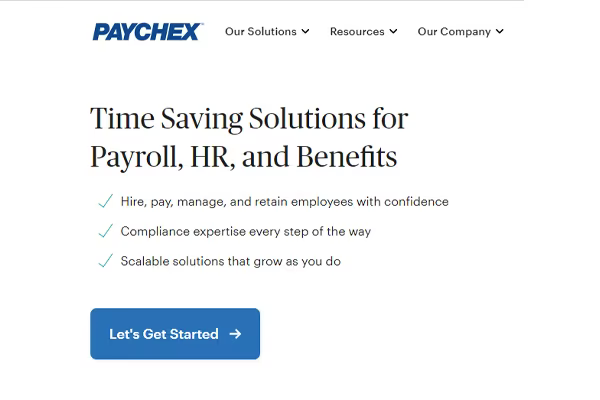 PAYCHEX
Our Solutions
Resources
Our Company
Time Saving Solutions for
Payroll, HR, and Benefits
Hire, pay, manage, and retain employees with confidence
Compliance expertise every step of the way
Scalable solutions that grow as you do
Let's Get Started